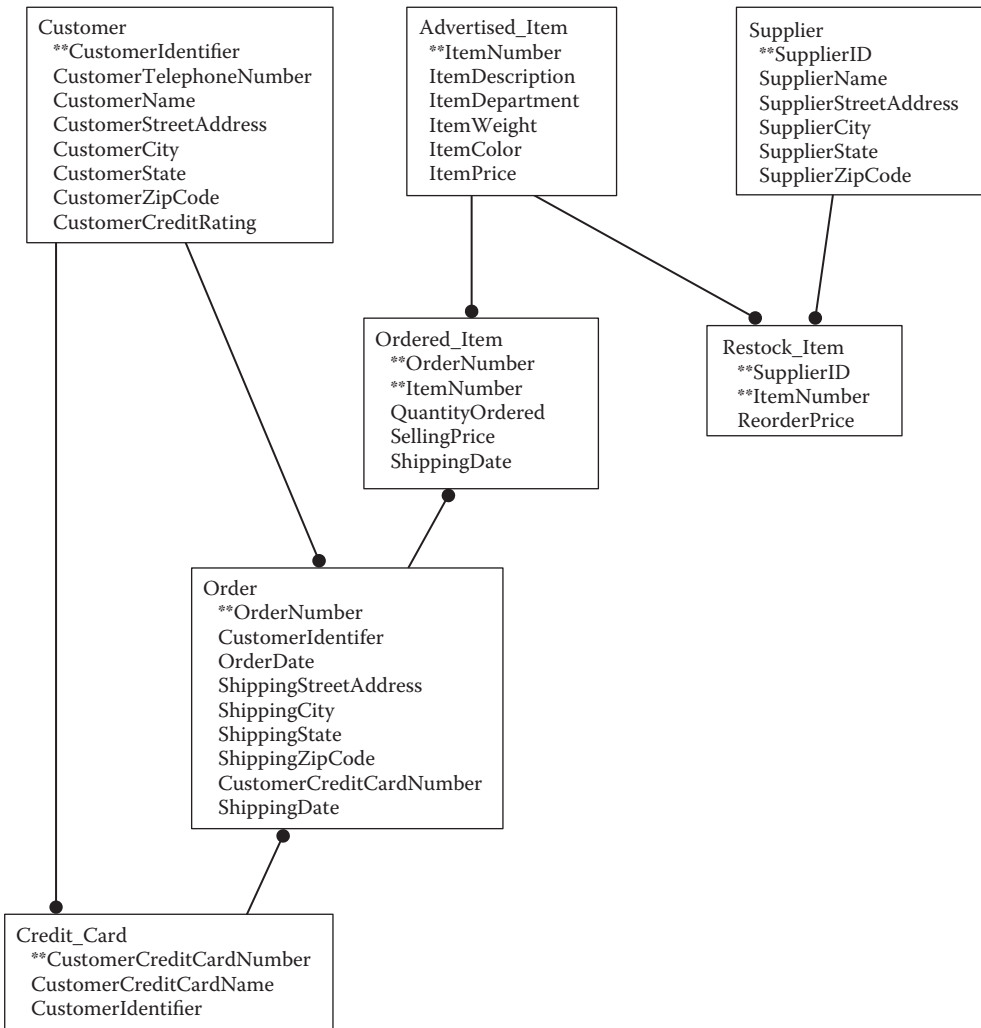 Customer
**CustomerIdentifier
CustomerTelephoneNumber
CustomerName
CustomerStreetAddress
CustomerCity
CustomerState
CustomerZipCode
CustomerCreditRating
Advertised_Item
**ItemNumber
ItemDescription
ItemDepartment
ItemWeight
ItemColor
ItemPrice
Supplier
**SupplierID
SupplierName
SupplierStreetAddress
SupplierCity
SupplierState
SupplierZipCode
Ordered_Item
**OrderNumber
**ItemNumber
QuantityOrdered
SellingPrice
ShippingDate
Restock_Item
**SupplierID
**ItemNumber
ReorderPrice
Order
**OrderNumber
CustomerIdentifer
OrderDate
ShippingStreetAddress
ShippingCity
ShippingState
ShippingZipCode
CustomerCreditCardNumber
ShippingDate
Credit_Card
**CustomerCreditCardNumber
CustomerCreditCardName
CustomerIdentifier